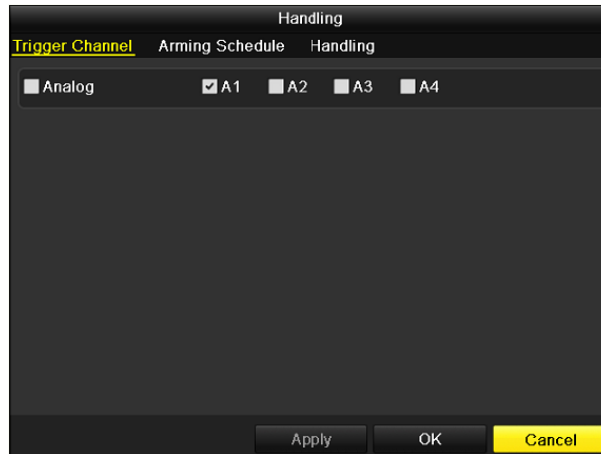 Handling
Trigger Channel Arming Schedule Handling
Analog A1 A2 A3 A4
Apply OK Cancel